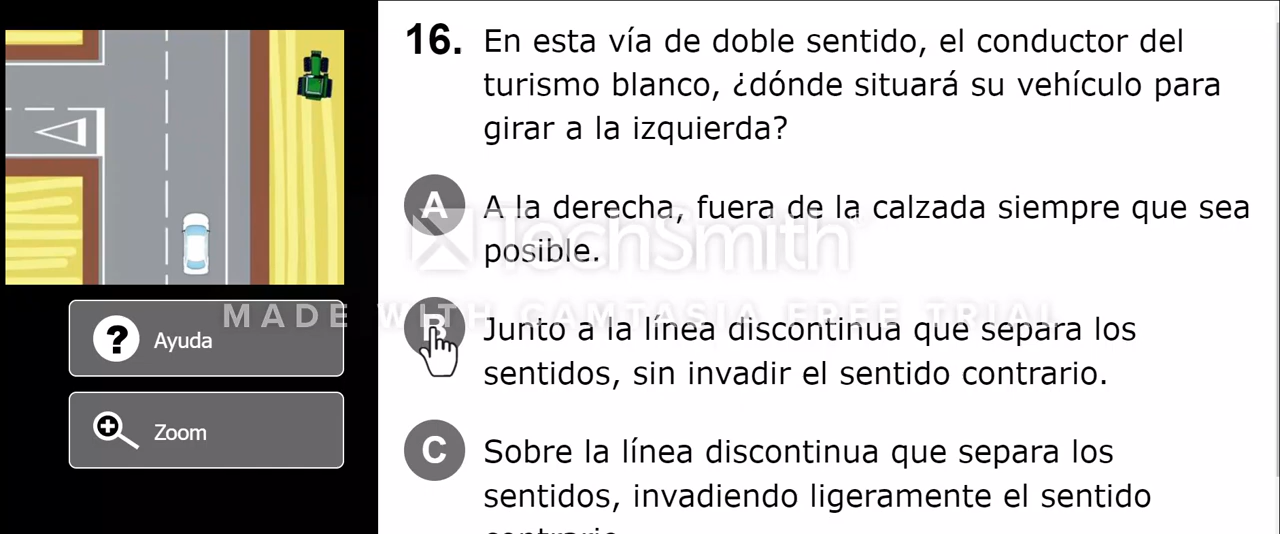 16. En esta vía de doble sentido, el conductor del
turismo blanco, ¿dónde situará su vehículo para
girar a la izquierda?
A A la derecha, fuera de la calzada siempre que sea
posible.
TechSmith
MADE WITH CAMTASIA FREE TRIAL
B Junto a la línea discontinua que separa los
sentidos, sin invadir el sentido contrario.
C Sobre la línea discontinua que separa los
sentidos, invadiendo ligeramente el sentido
Ayuda
Zoom